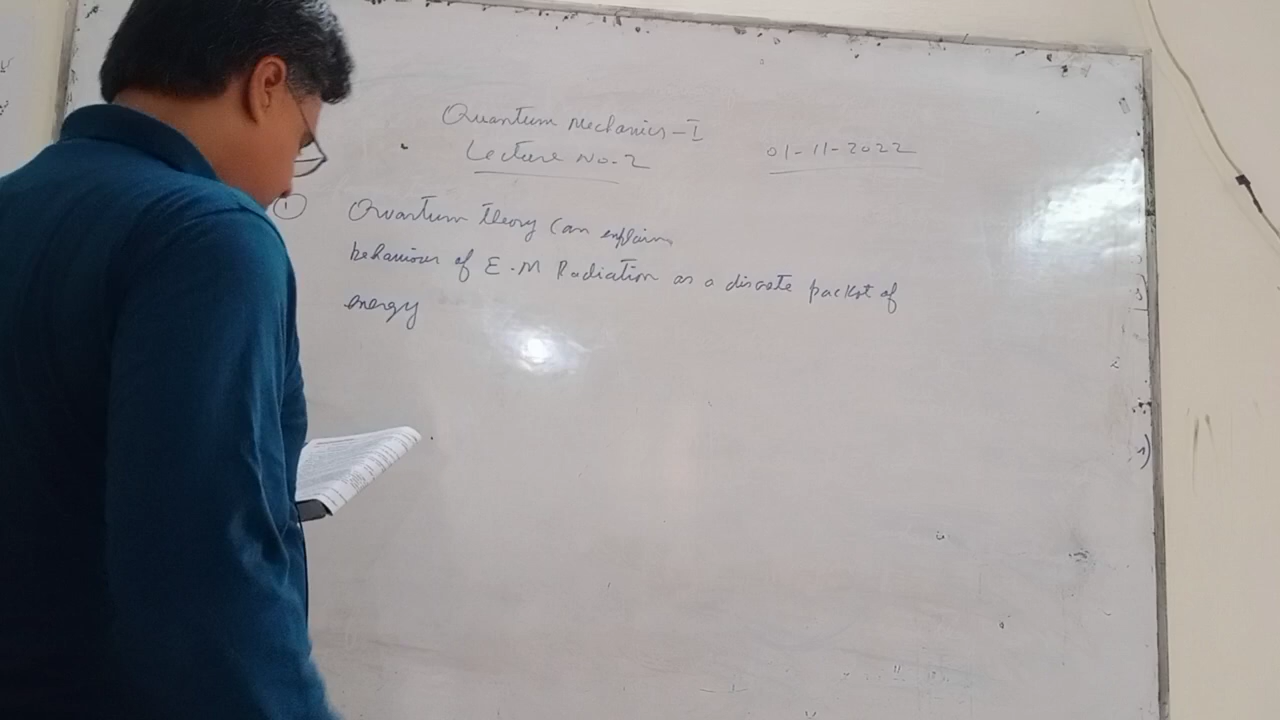 Quantum Mechanics-I
Lecture No-2 01-11-2022
① Quantum theory can explain
behaviour of E.M Radiation as a discrete packet of
energy